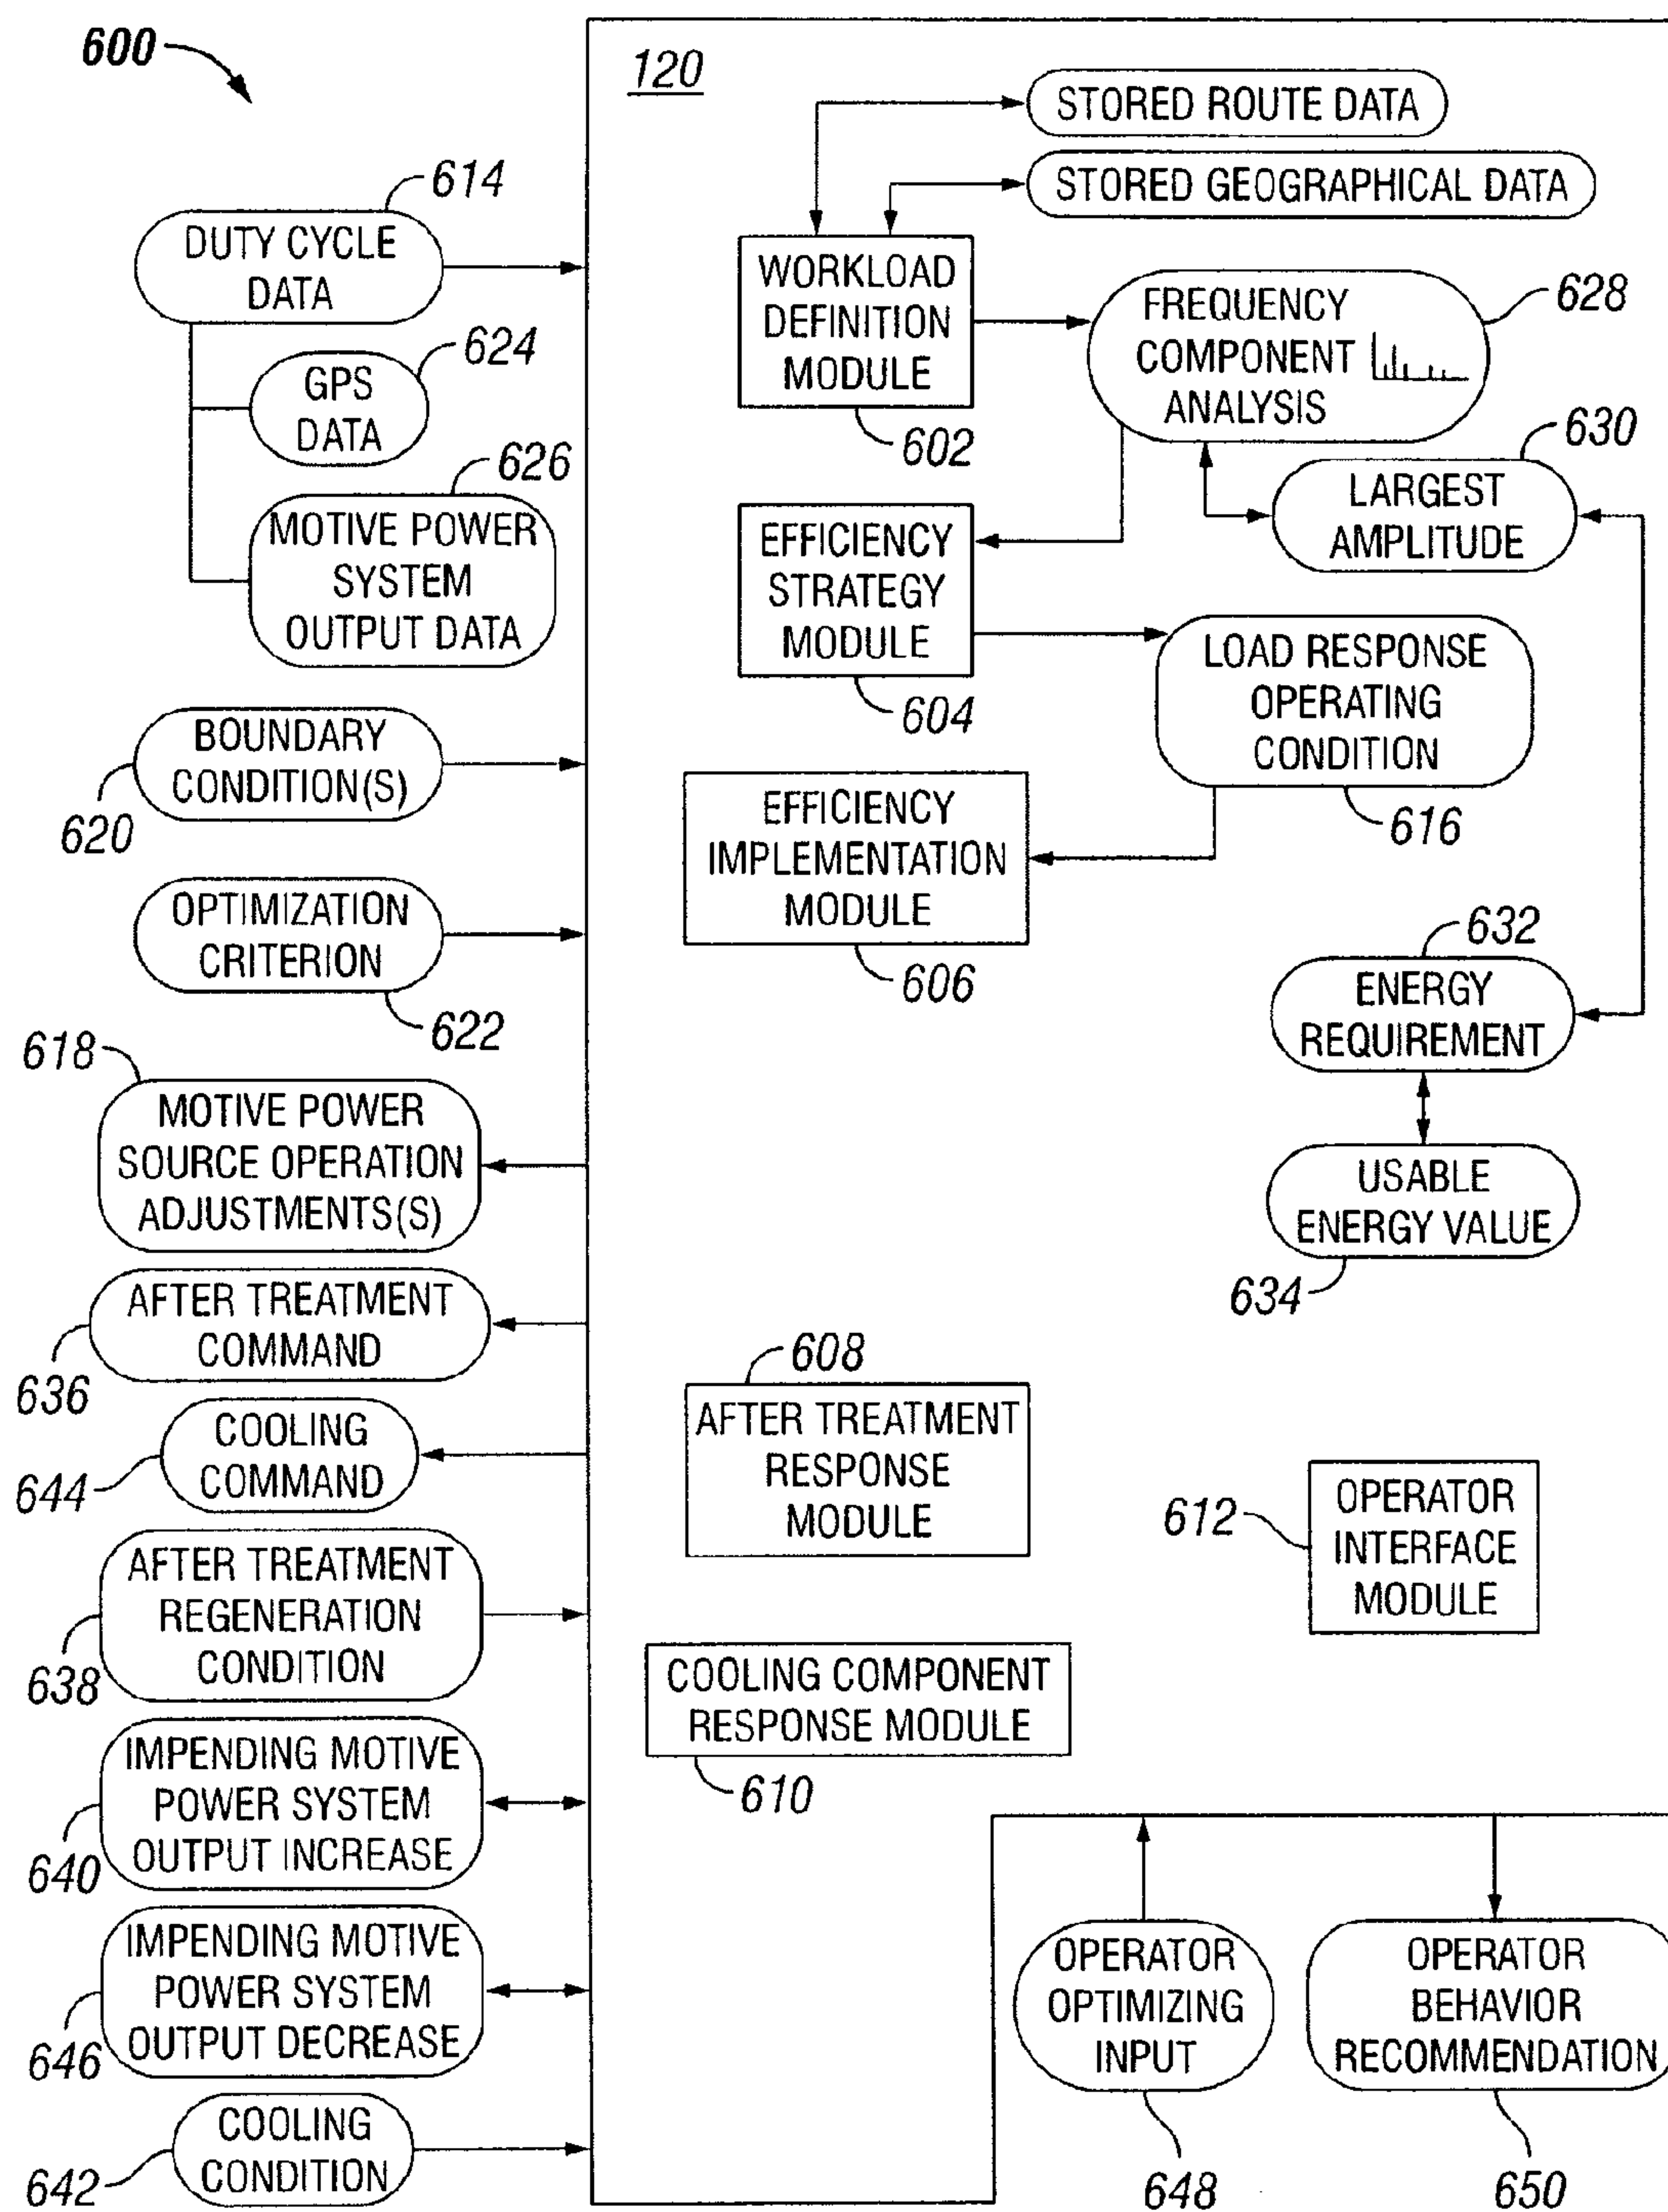 600
120
STORED ROUTE DATA
STORED GEOGRAPHICAL DATA
614
DUTY CYCLE
DATA
624
GPS
DATA
626
MOTIVE POWER
SYSTEM
OUTPUT DATA
BOUNDARY
CONDITION(S)
620
OPTIMIZATION
CRITERION
622
618
MOTIVE POWER
SOURCE OPERATION
ADJUSTMENTS(S)
AFTER TREATMENT
COMMAND
636
COOLING
COMMAND
644
AFTER TREATMENT
REGENERATION
CONDITION
638
IMPENDING MOTIVE
POWER SYSTEM
OUTPUT INCREASE
640
IMPENDING MOTIVE
POWER SYSTEM
OUTPUT DECREASE
646
COOLING
CONDITION
642
WORKLOAD
DEFINITION
MODULE
602
FREQUENCY
COMPONENT
ANALYSIS
628
630
LARGEST
AMPLITUDE
EFFICIENCY
STRATEGY
MODULE
604
LOAD RESPONSE
OPERATING
CONDITION
616
EFFICIENCY
IMPLEMENTATION
MODULE
606
632
ENERGY
REQUIREMENT
USABLE
ENERGY VALUE
634
608
AFTER TREATMENT
RESPONSE
MODULE
612
OPERATOR
INTERFACE
MODULE
COOLING COMPONENT
RESPONSE MODULE
610
OPERATOR
OPTIMIZING
INPUT
648
OPERATOR
BEHAVIOR
RECOMMENDATION
650